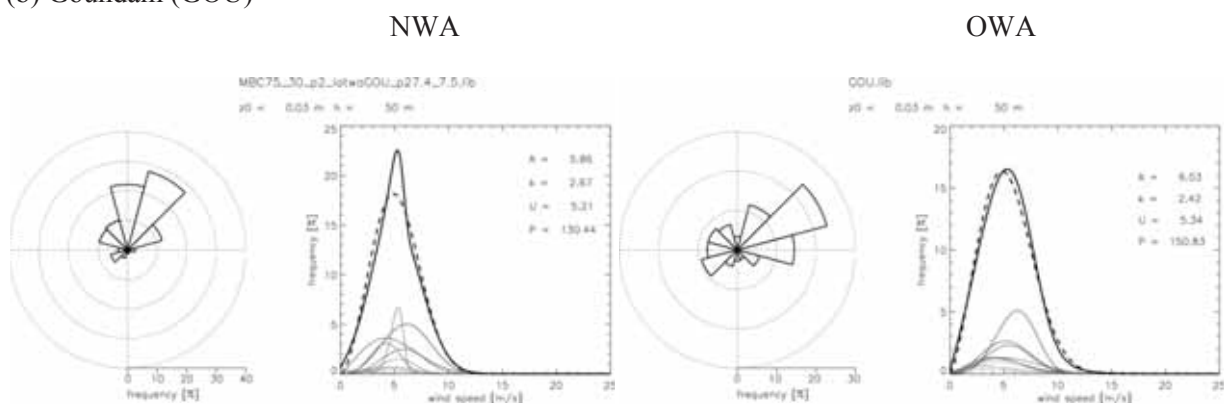 (b) Goundam (GOU)
NWA OWA
MBC75_30_p2_iotwaGOU_p27.4_7.5.lib
z0 = 0.03 m h = 50 m
GOU.lib
z0 = 0.03 m h = 50 m
frequency [%]
0 10 20 30 40
frequency [%]
25
20
15
10
5
0
A = 5.86
k = 2.67
U = 5.21
P = 130.44
0 5 10 15 20 25
wind speed [m/s]
0 10 20 30
frequency [%]
frequency [%]
20
15
10
5
0
A = 6.03
k = 2.42
U = 5.34
P = 150.83
0 5 10 15 20 25
wind speed [m/s]